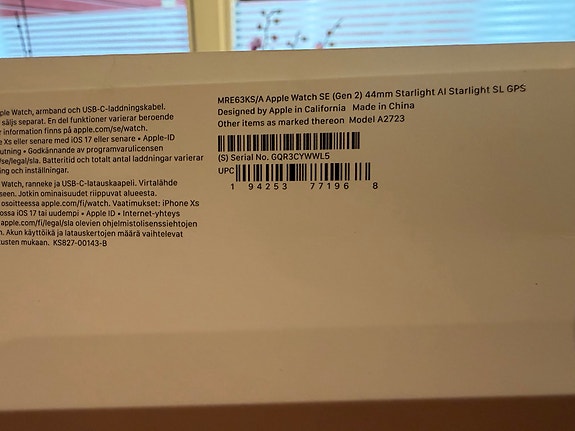 ple Watch, armband och USB-C-laddningskabel.
säljs separat. En del funktioner varierar beroende
information finns på apple.com/se/watch.
Xs eller senare med iOS 17 eller senare • Apple-ID
utning • Godkännande av programvarulicensen
/se/legal/sla. Batteritid och totalt antal laddningar varierar
ing och inställningar.
Watch, ranneke ja USB-C-latauskaapeli. Virtalähde
seen. Jotkin ominaisuudet riippuvat alueesta.
osoitteessa apple.com/fi/watch. Vaatimukset: iPhone Xs
ossa iOS 17 tai uudempi • Apple ID • Internet-yhteys
apple.com/fi/legal/sla olevien ohjelmistolisenssiehtojen
n. Akun käyttöikä ja latauskertojen määrä vaihtelevat
tusten mukaan. KS827-00143-B
MRE63KS/A Apple Watch SE (Gen 2) 44mm Starlight Al Starlight SL GPS
Designed by Apple in California Made in China
Other items as marked thereon Model A2723
(S) Serial No. GQR3CYWWL5
UPC
1 94253 77196 8